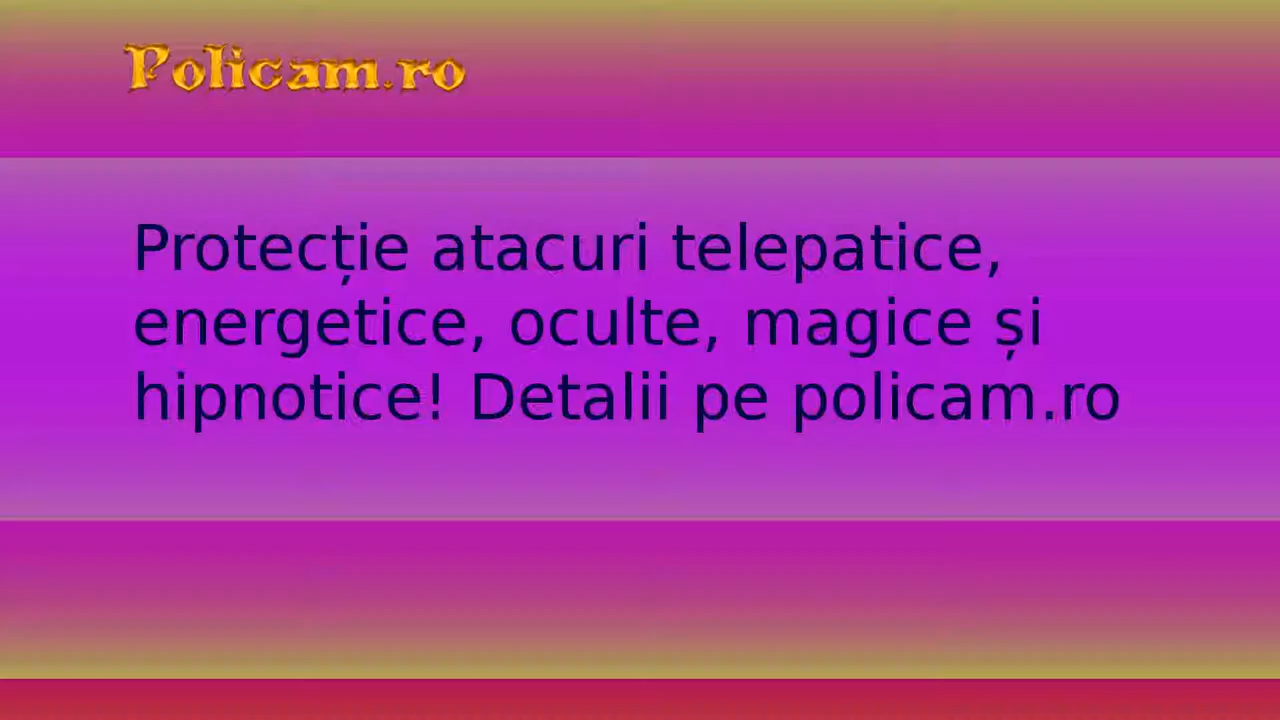 Policam.ro
Protecție atacuri telepatice,
energetice, oculte, magice și
hipnotice! Detalii pe policam.ro